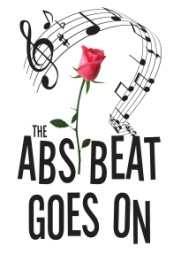 THE
ABS BEAT
GOES ON